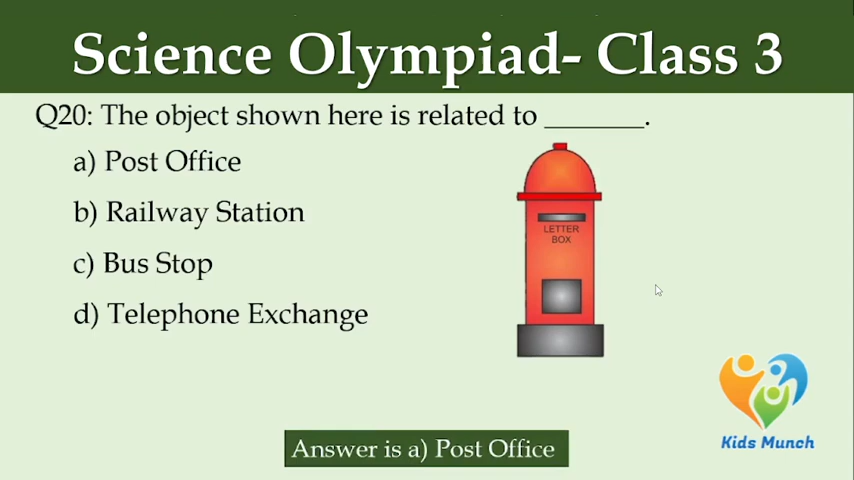 Science Olympiad- Class 3
Q20: The object shown here is related to _______.
a) Post Office
b) Railway Station
c) Bus Stop
d) Telephone Exchange
LETTER
BOX
Kids Munch
Answer is a) Post Office